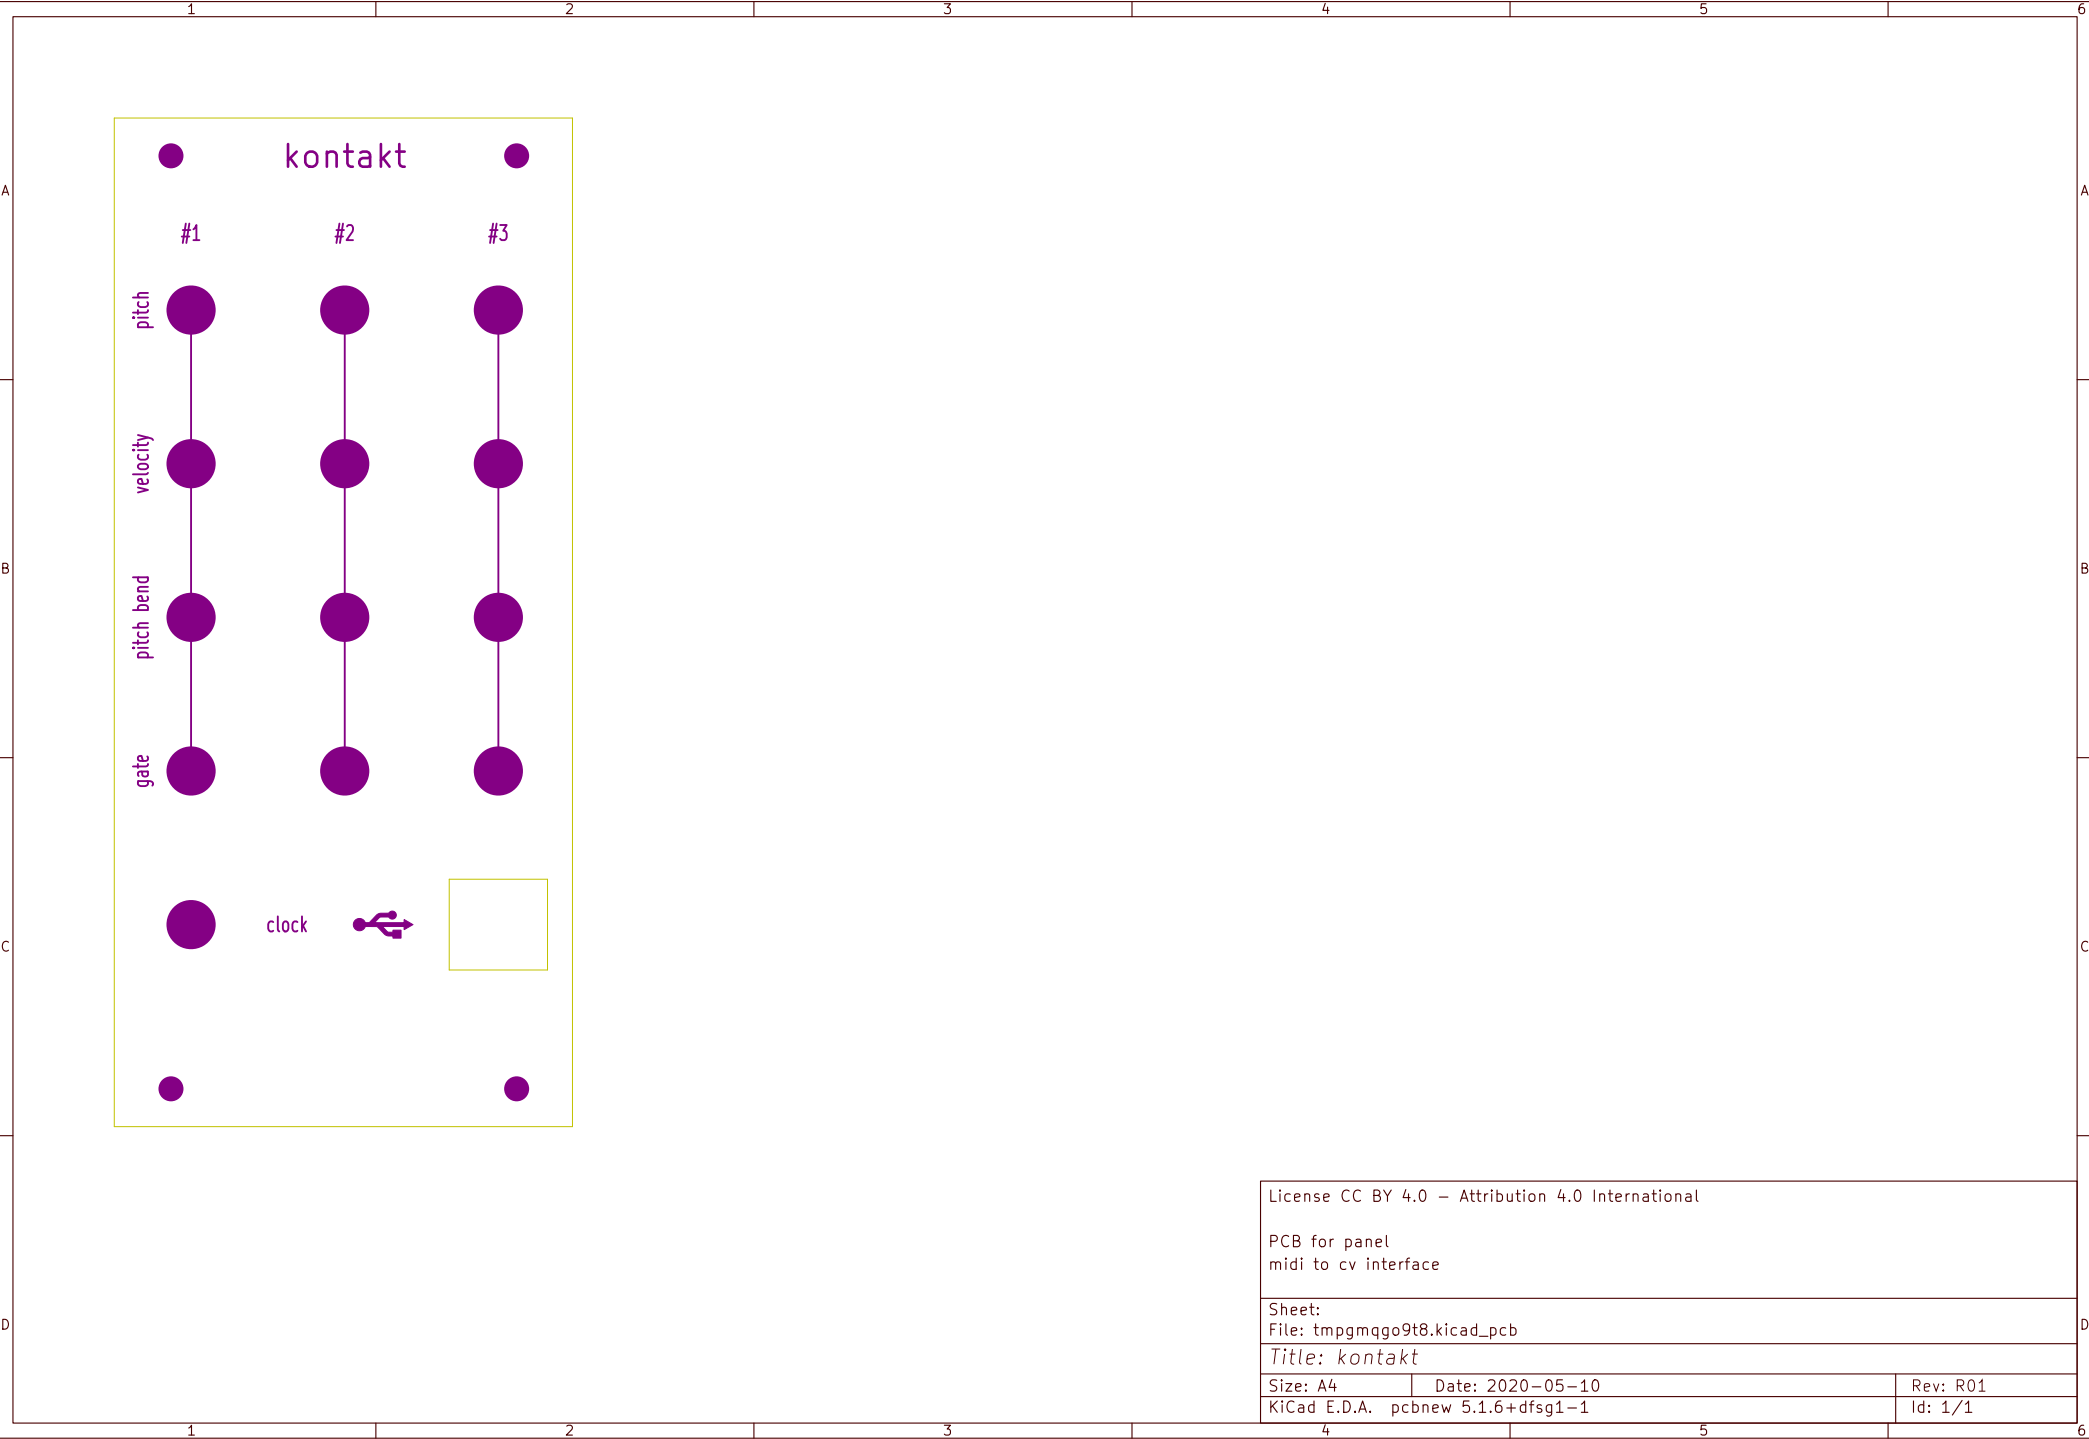 1 2 3 4 5 6
kontakt
A A
#1 #2 #3
pitch
velocity
B B
pitch bend
gate
clock
C C
License CC BY 4.0 – Attribution 4.0 International
PCB for panel
midi to cv interface
Sheet:
D D
File: tmpgmqgo9t8.kicad_pcb
Title: kontakt
Size: A4 Date: 2020-05-10 Rev: R01
KiCad E.D.A. pcbnew 5.1.6+dfsg1-1 Id: 1/1
1 2 3 4 5 6